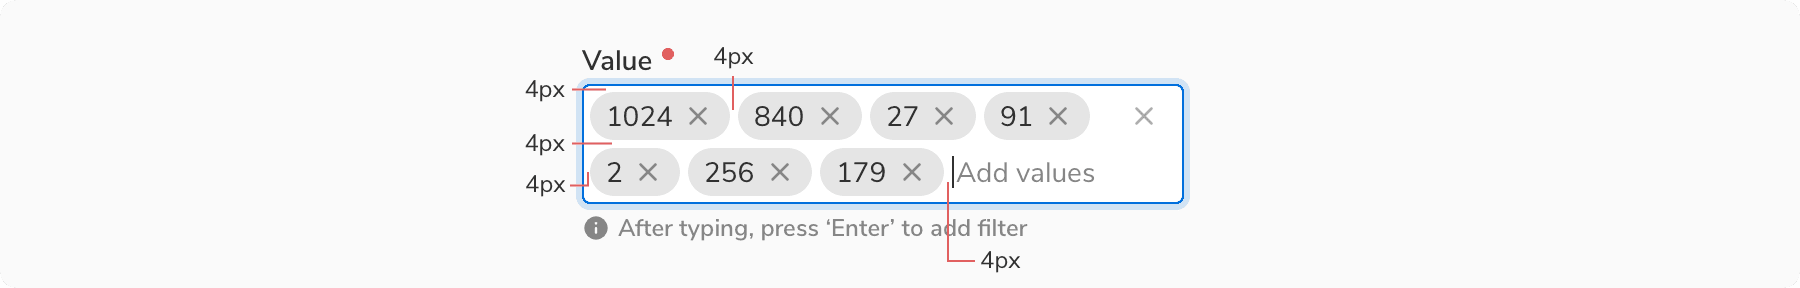 Value 4px
4px
1024 840 27 91
4px
2 256 179 Add values
4px
After typing, press ‘Enter’ to add filter
4px